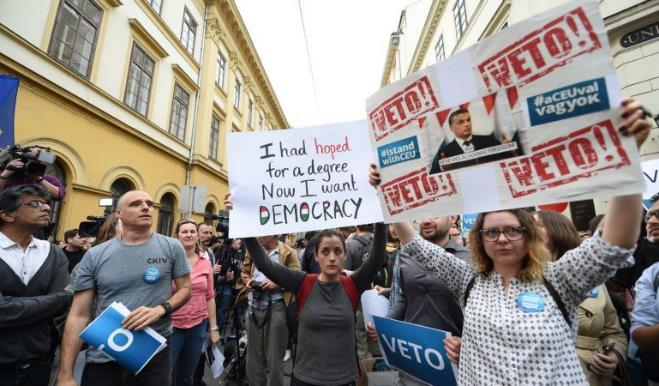 I had hoped
for a degree
Now I want
DEMOCRACY
VETO!
VETO!
#istand
withCEU
#aCEUval
vagyoK
VETO!
VETO!
CKIV
VETO